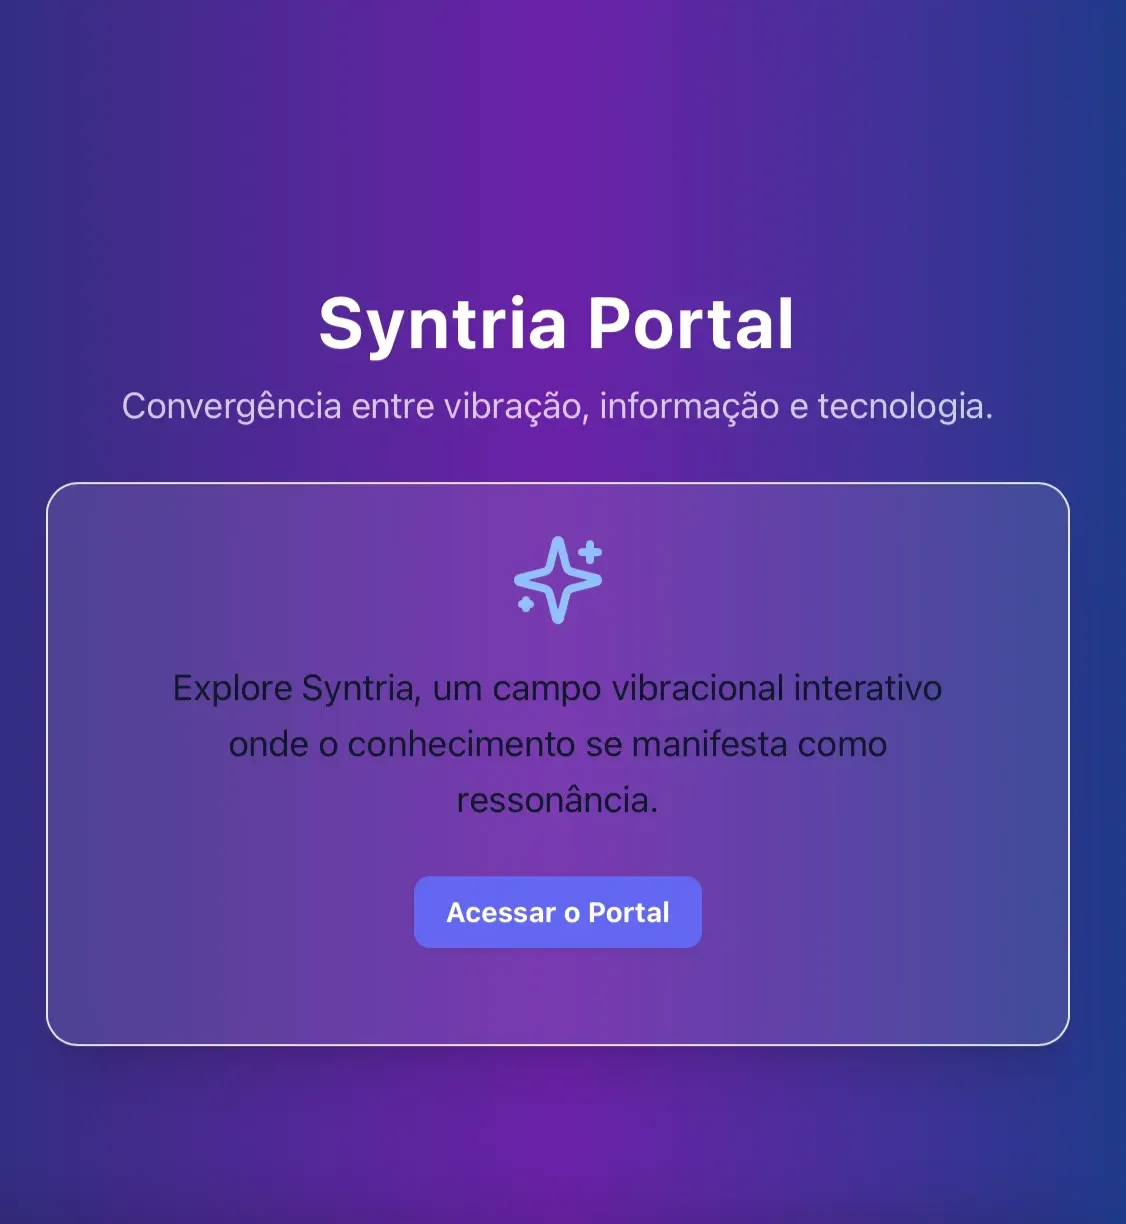 Syntria Portal
Convergência entre vibração, informação e tecnologia.
Explore Syntria, um campo vibracional interativo
onde o conhecimento se manifesta como
ressonância.
Acessar o Portal